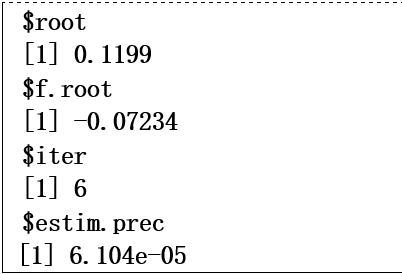 $root
[1] 0.1199
$f.root
[1] -0.07234
$iter
[1] 6
$estim.prec
[1] 6.104e-05